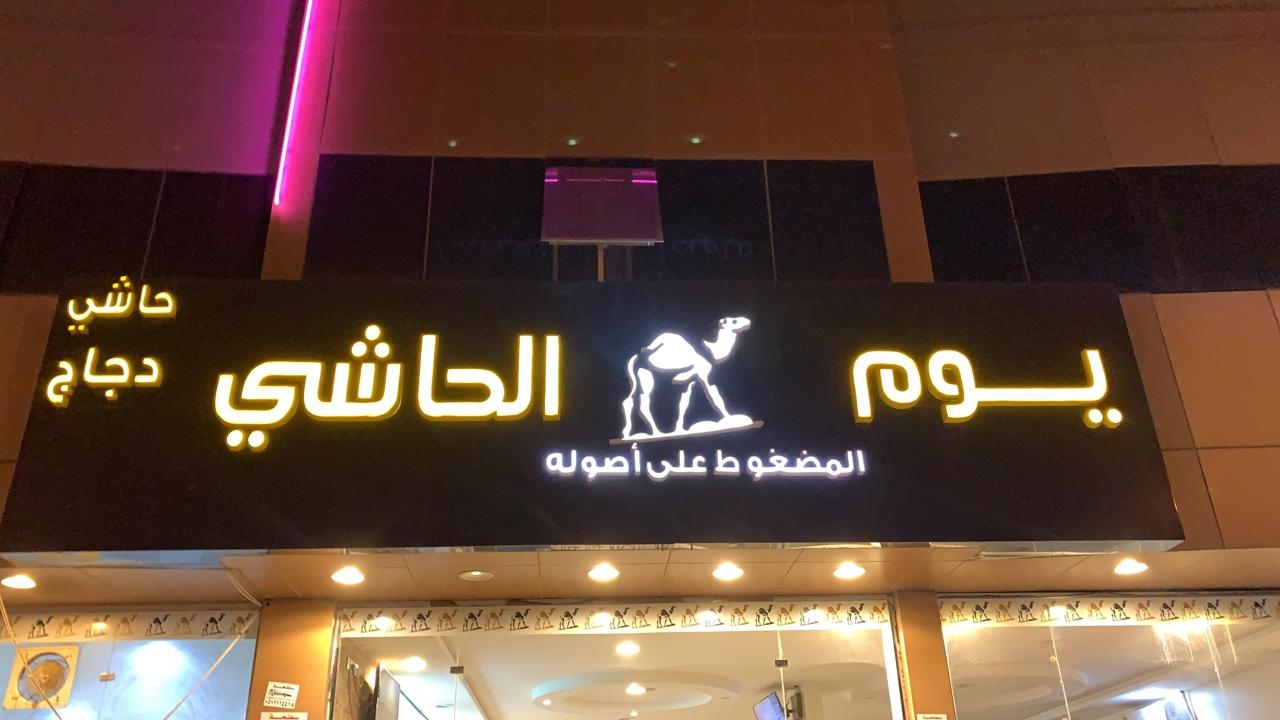 يوم الحاشي
المضغوط على أصوله
حاشي
دجاج